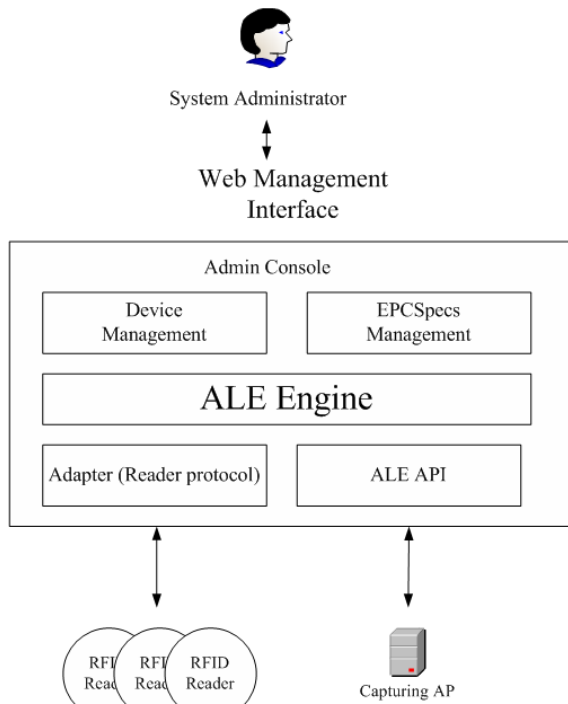 System Administrator
Web Management
Interface
Admin Console
Device
Management
EPCSpecs
Management
ALE Engine
Adapter (Reader protocol)
ALE API
RFID
Reader
Capturing AP